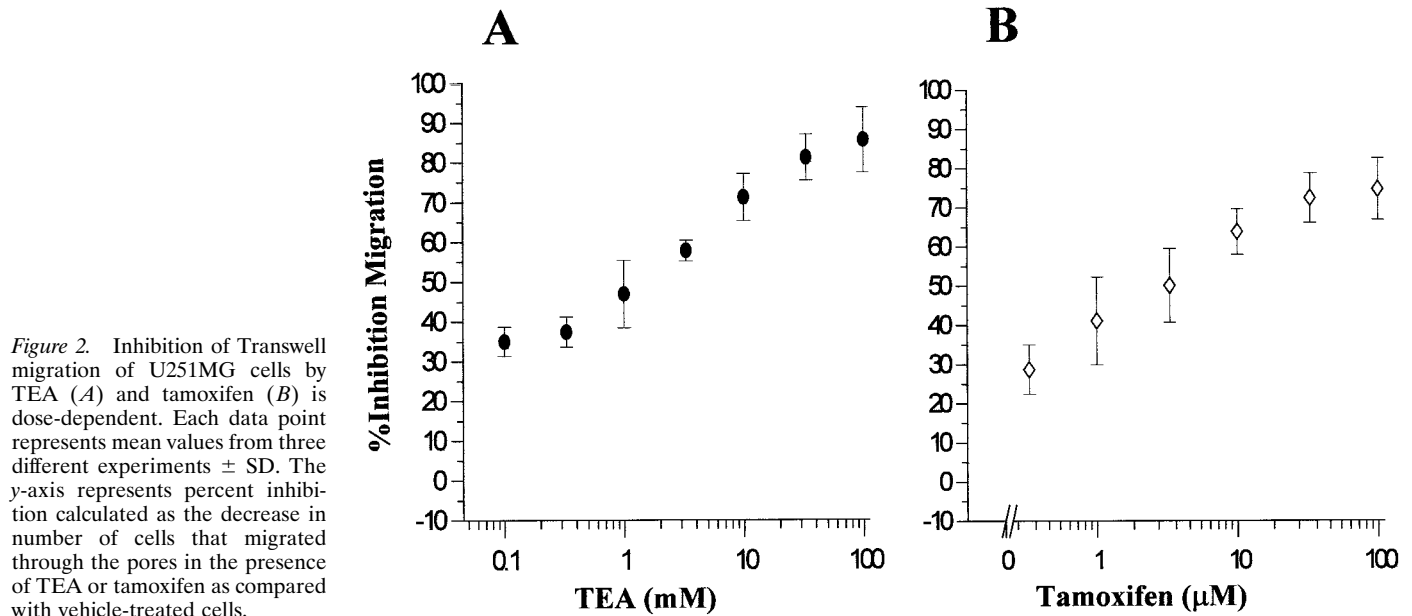 A
B
100
90
80
70
60
50
40
30
20
10
0
-10
%Inhibition Migration
0.1
1
10
100
TEA (mM)
100
90
80
70
60
50
40
30
20
10
0
-10
0
1
10
100
Tamoxifen (μM)
Figure 2. Inhibition of Transwell
migration of U251MG cells by
TEA (A) and tamoxifen (B) is
dose-dependent. Each data point
represents mean values from three
different experiments ± SD. The
y-axis represents percent inhibi-
tion calculated as the decrease in
number of cells that migrated
through the pores in the presence
of TEA or tamoxifen as compared
with vehicle-treated cells.